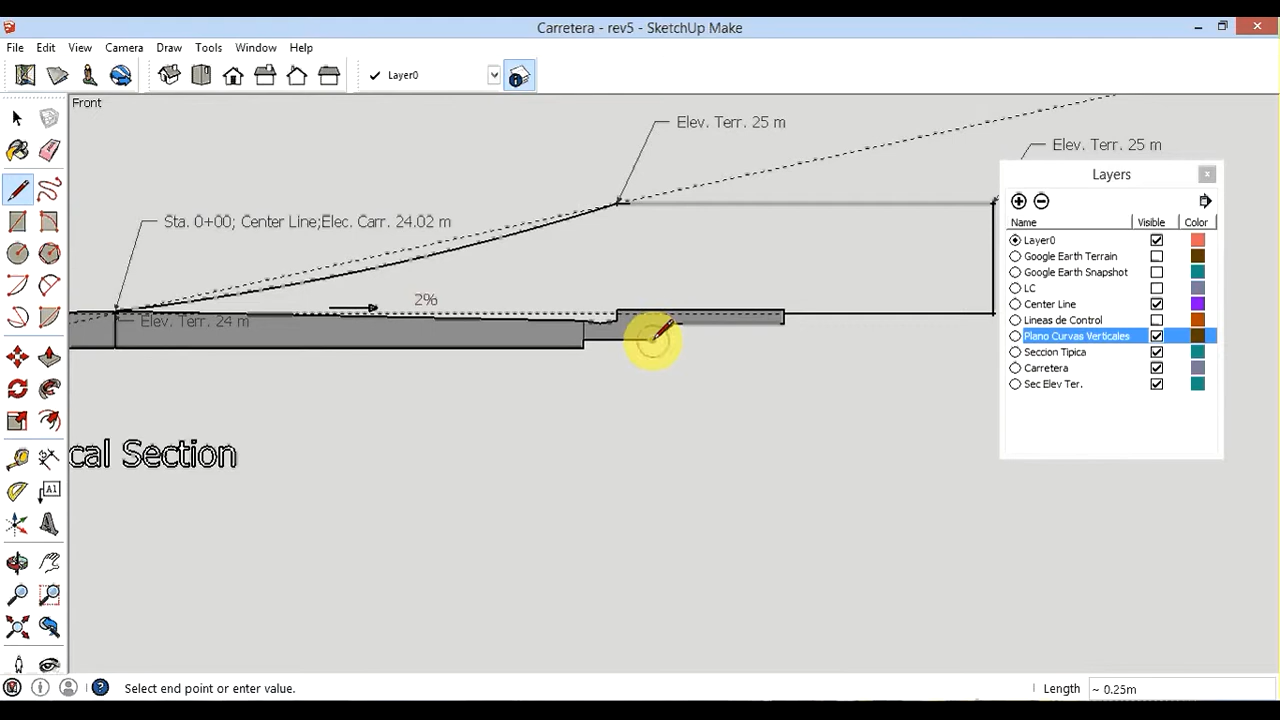 Carretera - rev5 - SketchUp Make
File Edit View Camera Draw Tools Window Help
Layer0
Front
Elev. Terr. 25 m
Elev. Terr. 25 m
Layers
Name Visible Color
Layer0
Google Earth Terrain
Google Earth Snapshot
LC
Center Line
Lineas de Control
Plano Curvas Verticales
Seccion Tipica
Carretera
Sec Elev Ter.
Sta. 0+00; Center Line;Elec. Carr. 24.02 m
2%
Elev. Terr. 24 m
cal Section
A1
Select end point or enter value.
Length ~ 0.25m